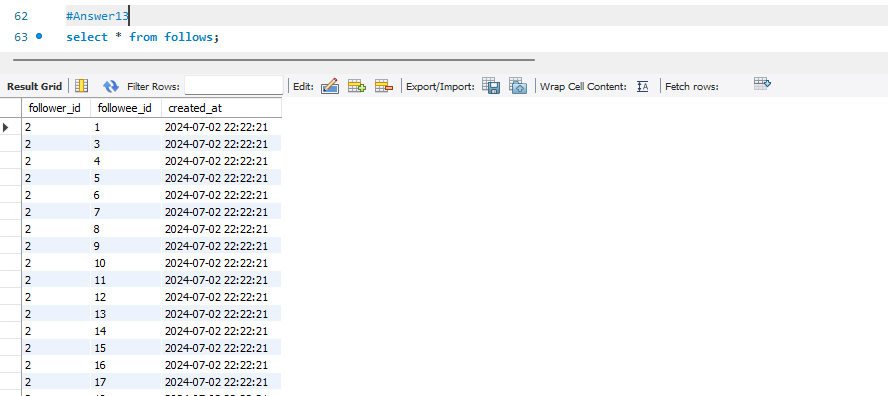 62 #Answer13
63 select * from follows;
Result Grid Filter Rows: Edit: Export/Import: Wrap Cell Content: Fetch rows:
follower_id followee_id created_at
2 1 2024-07-02 22:22:21
2 3 2024-07-02 22:22:21
2 4 2024-07-02 22:22:21
2 5 2024-07-02 22:22:21
2 6 2024-07-02 22:22:21
2 7 2024-07-02 22:22:21
2 8 2024-07-02 22:22:21
2 9 2024-07-02 22:22:21
2 10 2024-07-02 22:22:21
2 11 2024-07-02 22:22:21
2 12 2024-07-02 22:22:21
2 13 2024-07-02 22:22:21
2 14 2024-07-02 22:22:21
2 15 2024-07-02 22:22:21
2 16 2024-07-02 22:22:21
2 17 2024-07-02 22:22:21